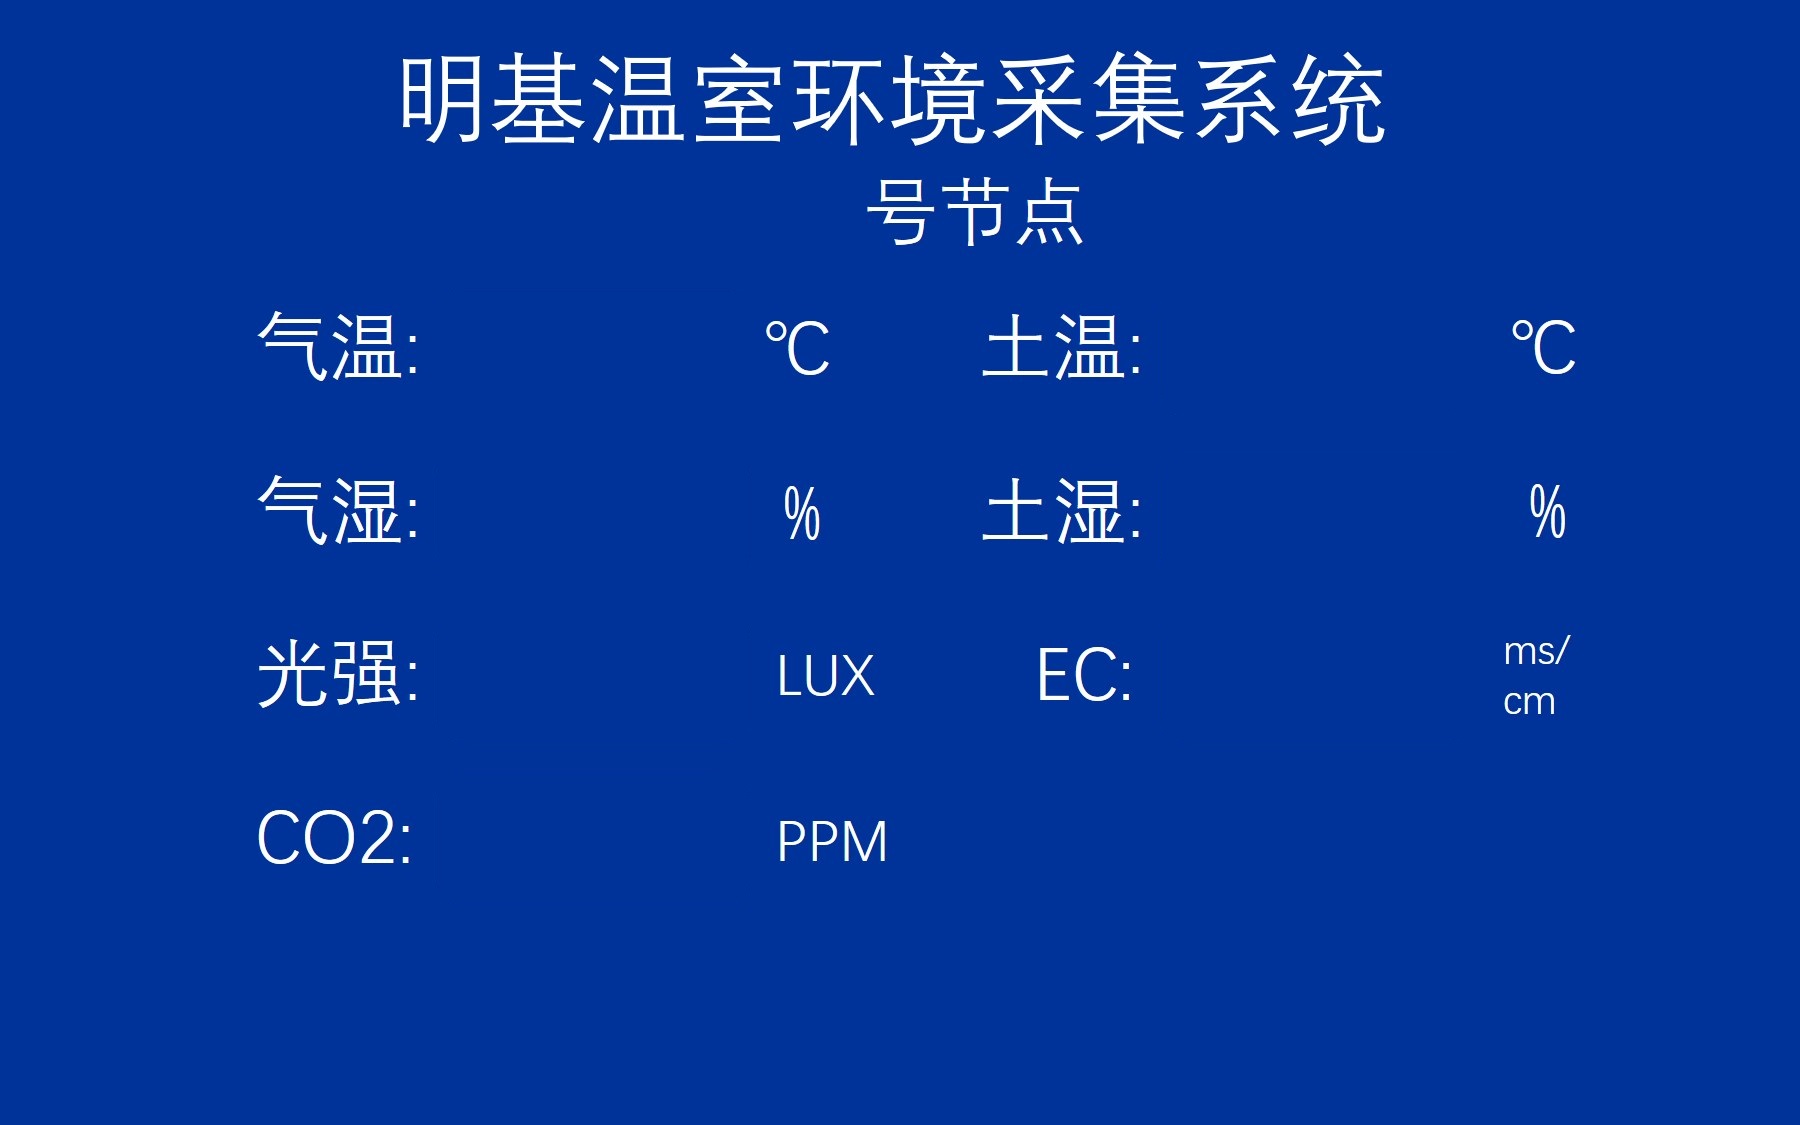 明基温室环境采集系统
号节点
气温: ℃ 土温: ℃
气湿: % 土湿: %
光强: LUX EC: ms/
cm
CO2: PPM